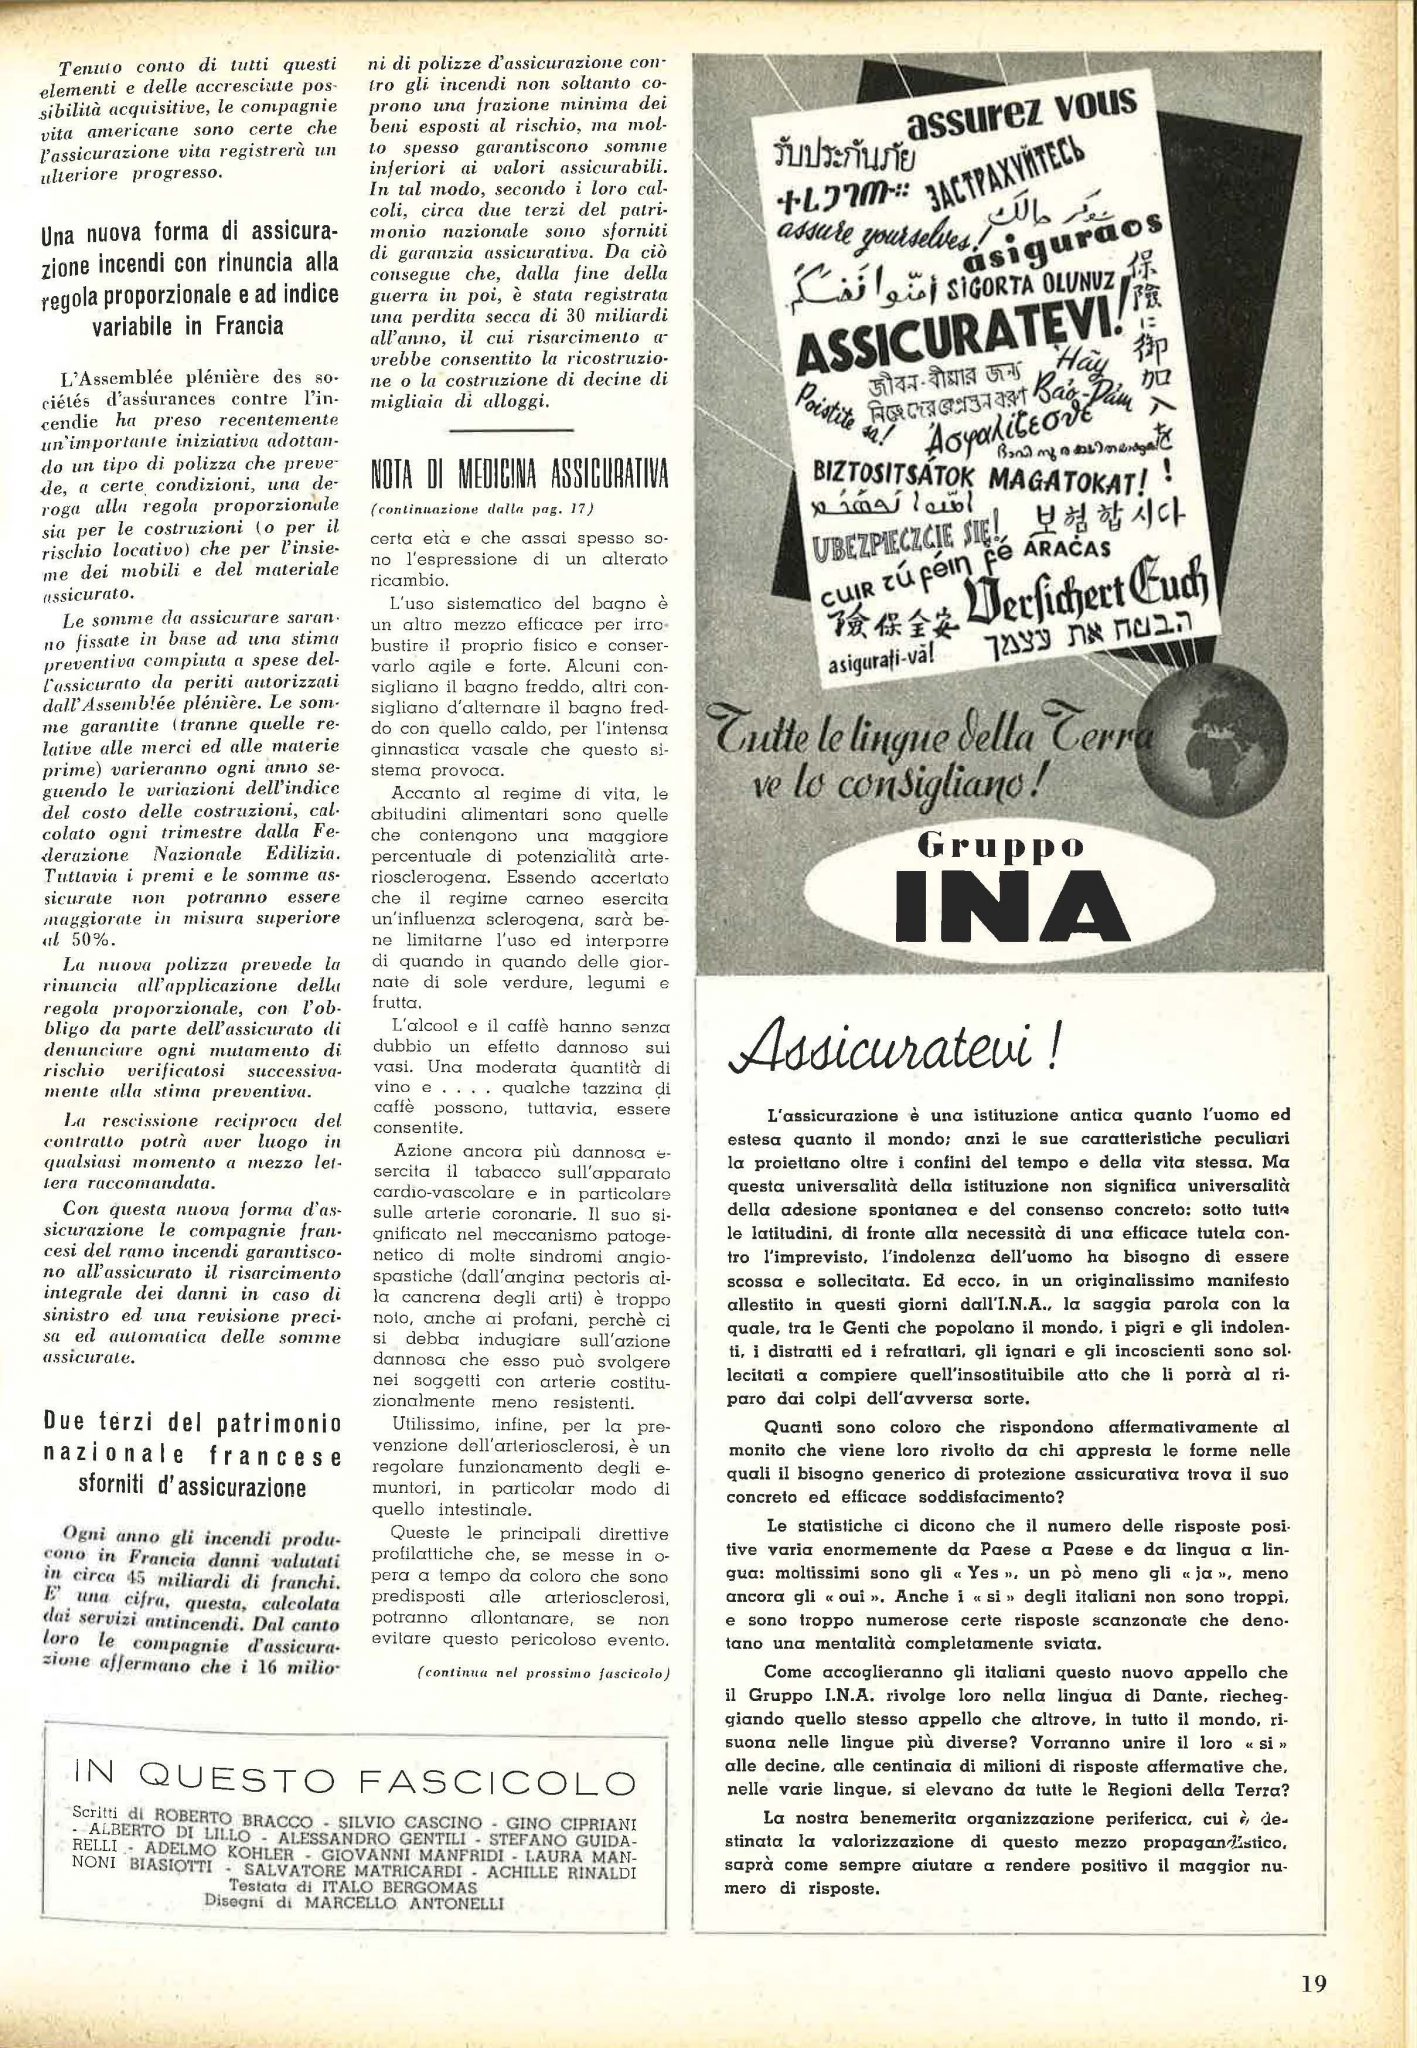 Tenuto conto di tutti questi
elementi e delle accresciute pos-
sibilità acquisitive, le compagnie
vita americane sono certe che
l'assicurazione vita registrerà un
ulteriore progresso.
Una nuova forma di assicura-
zione incendi con rinuncia alla
regola proporzionale e ad indice
variabile in Francia
L'Assemblée plénière des so-
ciétés d'assurances contre l'in-
cendie ha preso recentemente
un'importante iniziativa adottan-
do un tipo di polizza che preve-
de, a certe condizioni, una de-
roga alla regola proporzionale
sia per le costruzioni (o per il
rischio locativo) che per l'insie-
me dei mobili e del materiale
assicurato.
Le somme da assicurare saran-
no fissate in base ad una stima
preventiva compiuta a spese del-
l'assicurato da periti autorizzati
dall'Assemblée plénière. Le som-
me garantite (tranne quelle re-
lative alle merci ed alle materie
prime) varieranno ogni anno se-
guendo le variazioni dell'indice
del costo delle costruzioni, cal-
colato ogni trimestre dalla Fe-
derazione Nazionale Edilizia.
Tuttavia i premi e le somme as-
sicurate non potranno essere
maggiorate in misura superiore
al 50%.
La nuova polizza prevede la
rinuncia all'applicazione della
regola proporzionale, con l'ob-
bligo da parte dell'assicurato di
denunciare ogni mutamento di
rischio verificatosi successiva-
mente alla stima preventiva.
La rescissione reciproca del
contratto potrà aver luogo in
qualsiasi momento a mezzo let-
tera raccomandata.
Con questa nuova forma d'as-
sicurazione le compagnie fran-
cesi del ramo incendi garantisco-
no all'assicurato il risarcimento
integrale dei danni in caso di
sinistro ed una revisione preci-
sa ed automatica delle somme
assicurate.
Due terzi del patrimonio
nazionale francese
sforniti d'assicurazione
Ogni anno gli incendi produ-
cono in Francia danni valutati
in circa 45 miliardi di franchi.
E' una cifra, questa, calcolata
dai servizi antincendi. Dal canto
loro le compagnie d'assicura-
zione affermano che i 16 milio-
ni di polizze d'assicurazione con-
tro gli incendi non soltanto co-
prono una frazione minima dei
beni esposti al rischio, ma mol-
to spesso garantiscono somme
inferiori ai valori assicurabili.
In tal modo, secondo i loro cal-
coli, circa due terzi del patri-
monio nazionale sono sforniti
di garanzia assicurativa. Da ciò
consegue che, dalla fine della
guerra in poi, è stata registrata
una perdita secca di 30 miliardi
all'anno, il cui risarcimento a-
vrebbe consentito la ricostruzio-
ne o la costruzione di decine di
migliaia di alloggi.
NOTA DI MEDICINA ASSICURATIVA
(continuazione dalla pag. 17)
certa età e che assai spesso so-
no l'espressione di un alterato
ricambio.
L'uso sistematico del bagno è
un altro mezzo efficace per irro-
bustire il proprio fisico e conser-
varlo agile e forte. Alcuni con-
sigliano il bagno freddo, altri con-
sigliano d'alternare il bagno fred-
do con quello caldo, per l'intensa
ginnastica vasale che questo si-
stema provoca.
Accanto al regime di vita, le
abitudini alimentari sono quelle
che contengono una maggiore
percentuale di potenzialità arte-
riosclerogena. Essendo accertato
che il regime carneo esercita
un'influenza sclerogena, sarà be-
ne limitarne l'uso ed interporre
di quando in quando delle gior-
nate di sole verdure, legumi e
frutta.
L'alcool e il caffè hanno senza
dubbio un effetto dannoso sui
vasi. Una moderata quantità di
vino e . . . . qualche tazzina di
caffè possono, tuttavia, essere
consentite.
Azione ancora più dannosa e-
sercita il tabacco sull'apparato
cardio-vascolare e in particolare
sulle arterie coronarie. Il suo si-
gnificato nel meccanismo patoge-
netico di molte sindromi angio-
spastiche (dall'angina pectoris al-
la cancrena degli arti) è troppo
noto, anche ai profani, perchè ci
si debba indugiare sull'azione
dannosa che esso può svolgere
nei soggetti con arterie costitu-
zionalmente meno resistenti.
Utilissimo, infine, per la pre-
venzione dell'arteriosclerosi, è un
regolare funzionamento degli e-
muntori, in particolar modo di
quello intestinale.
Queste le principali direttive
profilattiche che, se messe in o-
pera a tempo da coloro che sono
predisposti alle arteriosclerosi,
potranno allontanare, se non
evitare questo pericoloso evento.
(continua nel prossimo fascicolo)
IN QUESTO FASCICOLO
Scritti di ROBERTO BRACCO - SILVIO CASCINO - GINO CIPRIANI
- ALBERTO DI LILLO - ALESSANDRO GENTILI - STEFANO GUIDA-
RELLI - ADELMO KOHLER - GIOVANNI MANFRIDI - LAURA MAN-
NONI BIASIOTTI - SALVATORE MATRICARDI - ACHILLE RINALDI
Testata di ITALO BERGOMAS
Disegni di MARCELLO ANTONELLI
assurez vous
รับประกันภัย
ЗАСТРАХУЙТЕСЬ
assure yourselves!
asiguraos
أمنوا أنفسكم
SIGORTA OLUNUZ
ASSICURATEVI!
保險に御加入を
জীবন-বীমার জন্য
Hãy
Bảo-Đảm
Poistite
sa!
Ἀσφαλίζεσθε
BIZTOSITSÁTOK MAGATOKAT!
UBEZPIECZCIE SIĘ!
보험합시다
CUIR TÚ FÉIN FÉ ÁRACAS
Versichert Euch
險保全安
הבטח את עצמך
asigurați-vă!
Tutte le lingue della Terra
ve lo consigliano!
Gruppo
INA
Assicuratevi!
L'assicurazione è una istituzione antica quanto l'uomo ed
estesa quanto il mondo; anzi le sue caratteristiche peculiari
la proiettano oltre i confini del tempo e della vita stessa. Ma
questa universalità della istituzione non significa universalità
della adesione spontanea e del consenso concreto: sotto tutte
le latitudini, di fronte alla necessità di una efficace tutela con-
tro l'imprevisto, l'indolenza dell'uomo ha bisogno di essere
scossa e sollecitata. Ed ecco, in un originalissimo manifesto
allestito in questi giorni dall'I.N.A., la saggia parola con la
quale, tra le Genti che popolano il mondo, i pigri e gli indolen-
ti, i distratti ed i refrattari, gli ignari e gli incoscienti sono sol-
lecitati a compiere quell'insostituibile atto che li porrà al ri-
paro dai colpi dell'avversa sorte.
Quanti sono coloro che rispondono affermativamente al
monito che viene loro rivolto da chi appresta le forme nelle
quali il bisogno generico di protezione assicurativa trova il suo
concreto ed efficace soddisfacimento?
Le statistiche ci dicono che il numero delle risposte posi-
tive varia enormemente da Paese a Paese e da lingua a lin-
gua: moltissimi sono gli « Yes », un pò meno gli « ja », meno
ancora gli « oui ». Anche i « si » degli italiani non sono troppi,
e sono troppo numerose certe risposte scanzonate che deno-
tano una mentalità completamente sviata.
Come accoglieranno gli italiani questo nuovo appello che
il Gruppo I.N.A. rivolge loro nella lingua di Dante, riecheg-
giando quello stesso appello che altrove, in tutto il mondo, ri-
suona nelle lingue più diverse? Vorranno unire il loro « si »
alle decine, alle centinaia di milioni di risposte affermative che,
nelle varie lingue, si elevano da tutte le Regioni della Terra?
La nostra benemerita organizzazione periferica, cui è de-
stinata la valorizzazione di questo mezzo propagandistico,
saprà come sempre aiutare a rendere positivo il maggior nu-
mero di risposte.
19